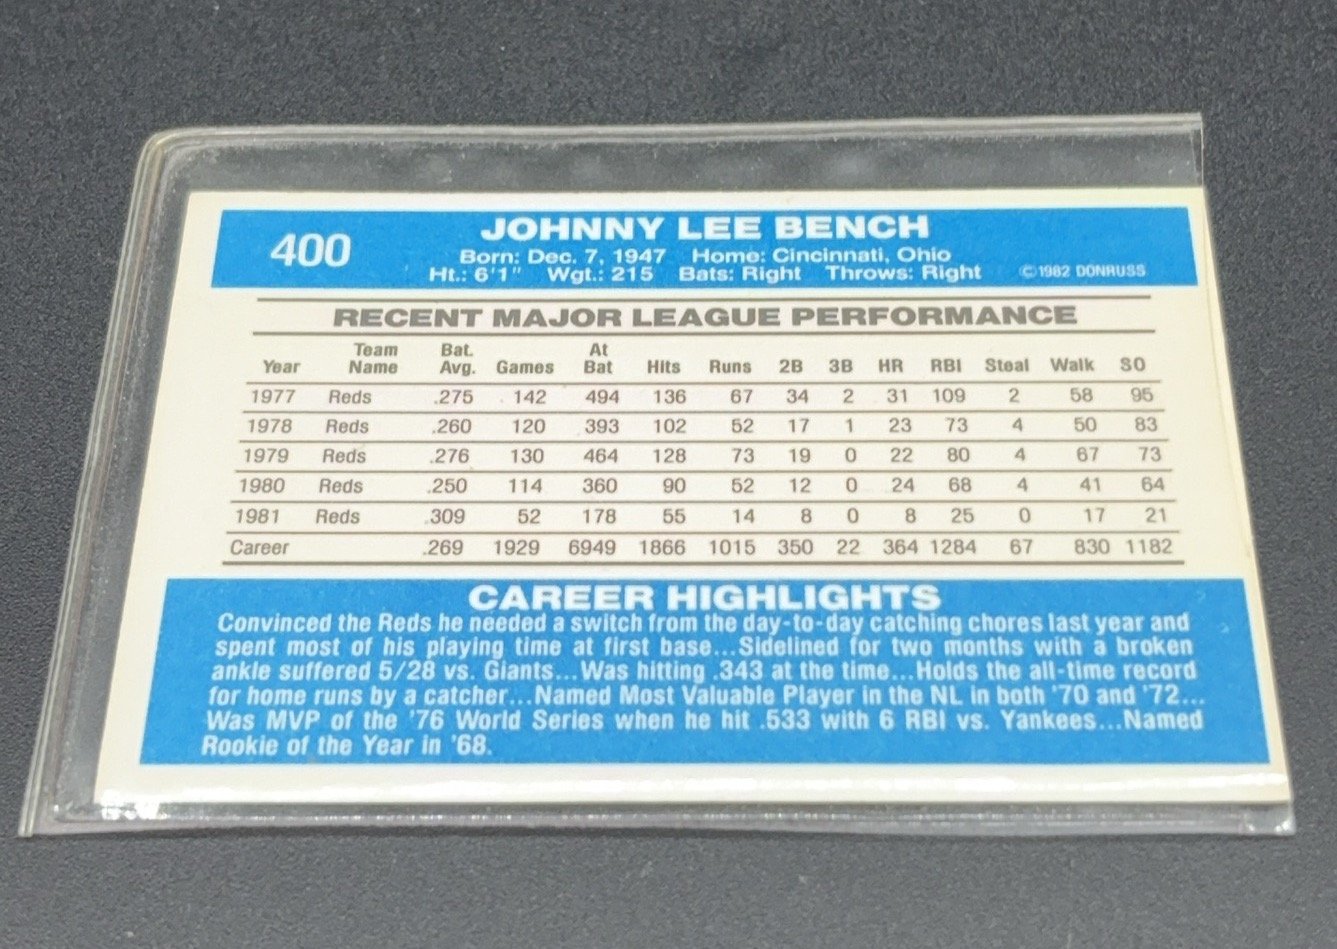 400
JOHNNY LEE BENCH
Born: Dec. 7, 1947 Home: Cincinnati, Ohio
Ht.: 6'1" Wgt.: 215 Bats: Right Throws: Right ©1982 DONRUSS
RECENT MAJOR LEAGUE PERFORMANCE
Year Team Name Bat. Avg. Games At Bat Hits Runs 2B 3B HR RBI Steal Walk SO
1977 Reds .275 142 494 136 67 34 2 31 109 2 58 95
1978 Reds .260 120 393 102 52 17 1 23 73 4 50 83
1979 Reds .276 130 464 128 73 19 0 22 80 4 67 73
1980 Reds .250 114 360 90 52 12 0 24 68 4 41 64
1981 Reds .309 52 178 55 14 8 0 8 25 0 17 21
Career .269 1929 6949 1866 1015 350 22 364 1284 67 830 1182
CAREER HIGHLIGHTS
Convinced the Reds he needed a switch from the day-to-day catching chores last year and
spent most of his playing time at first base...Sidelined for two months with a broken
ankle suffered 5/28 vs. Giants...Was hitting .343 at the time...Holds the all-time record
for home runs by a catcher...Named Most Valuable Player in the NL in both '70 and '72...
Was MVP of the '76 World Series when he hit .533 with 6 RBI vs. Yankees...Named
Rookie of the Year in '68.